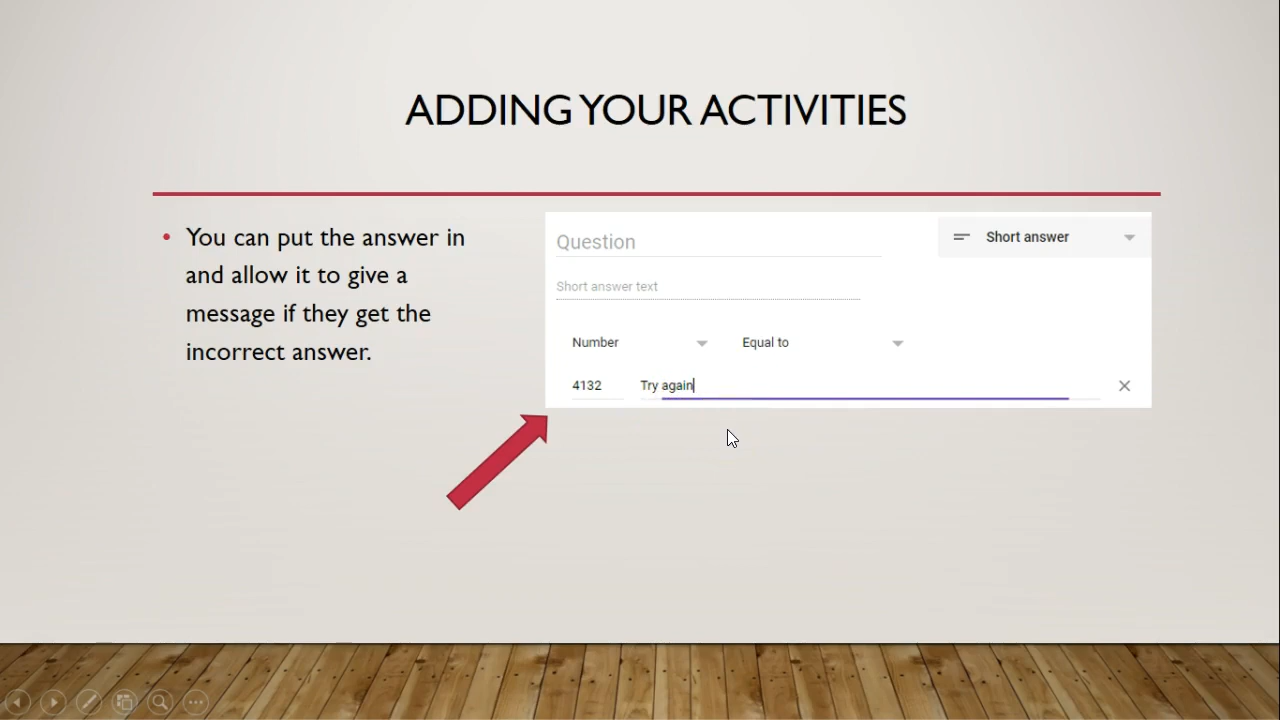 ADDING YOUR ACTIVITIES
• You can put the answer in
and allow it to give a
message if they get the
incorrect answer.
Question
Short answer
Short answer text
Number Equal to
4132 Try again